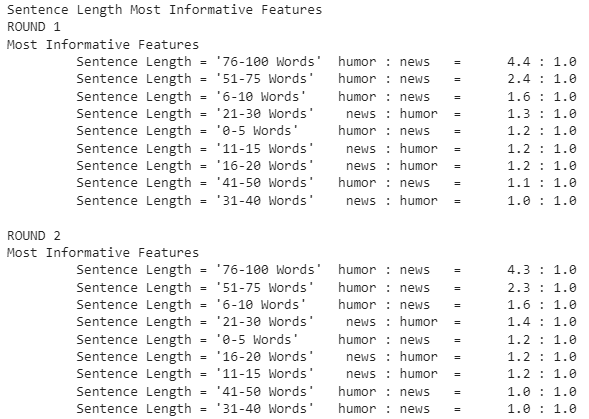 Sentence Length Most Informative Features
ROUND 1
Most Informative Features
Sentence Length = '76-100 Words' humor : news = 4.4 : 1.0
Sentence Length = '51-75 Words' humor : news = 2.4 : 1.0
Sentence Length = '6-10 Words' humor : news = 1.6 : 1.0
Sentence Length = '21-30 Words' news : humor = 1.3 : 1.0
Sentence Length = '0-5 Words' humor : news = 1.2 : 1.0
Sentence Length = '11-15 Words' news : humor = 1.2 : 1.0
Sentence Length = '16-20 Words' news : humor = 1.2 : 1.0
Sentence Length = '41-50 Words' humor : news = 1.1 : 1.0
Sentence Length = '31-40 Words' news : humor = 1.0 : 1.0
ROUND 2
Most Informative Features
Sentence Length = '76-100 Words' humor : news = 4.3 : 1.0
Sentence Length = '51-75 Words' humor : news = 2.3 : 1.0
Sentence Length = '6-10 Words' humor : news = 1.6 : 1.0
Sentence Length = '21-30 Words' news : humor = 1.4 : 1.0
Sentence Length = '0-5 Words' humor : news = 1.2 : 1.0
Sentence Length = '16-20 Words' news : humor = 1.2 : 1.0
Sentence Length = '11-15 Words' news : humor = 1.2 : 1.0
Sentence Length = '41-50 Words' humor : news = 1.0 : 1.0
Sentence Length = '31-40 Words' humor : news = 1.0 : 1.0